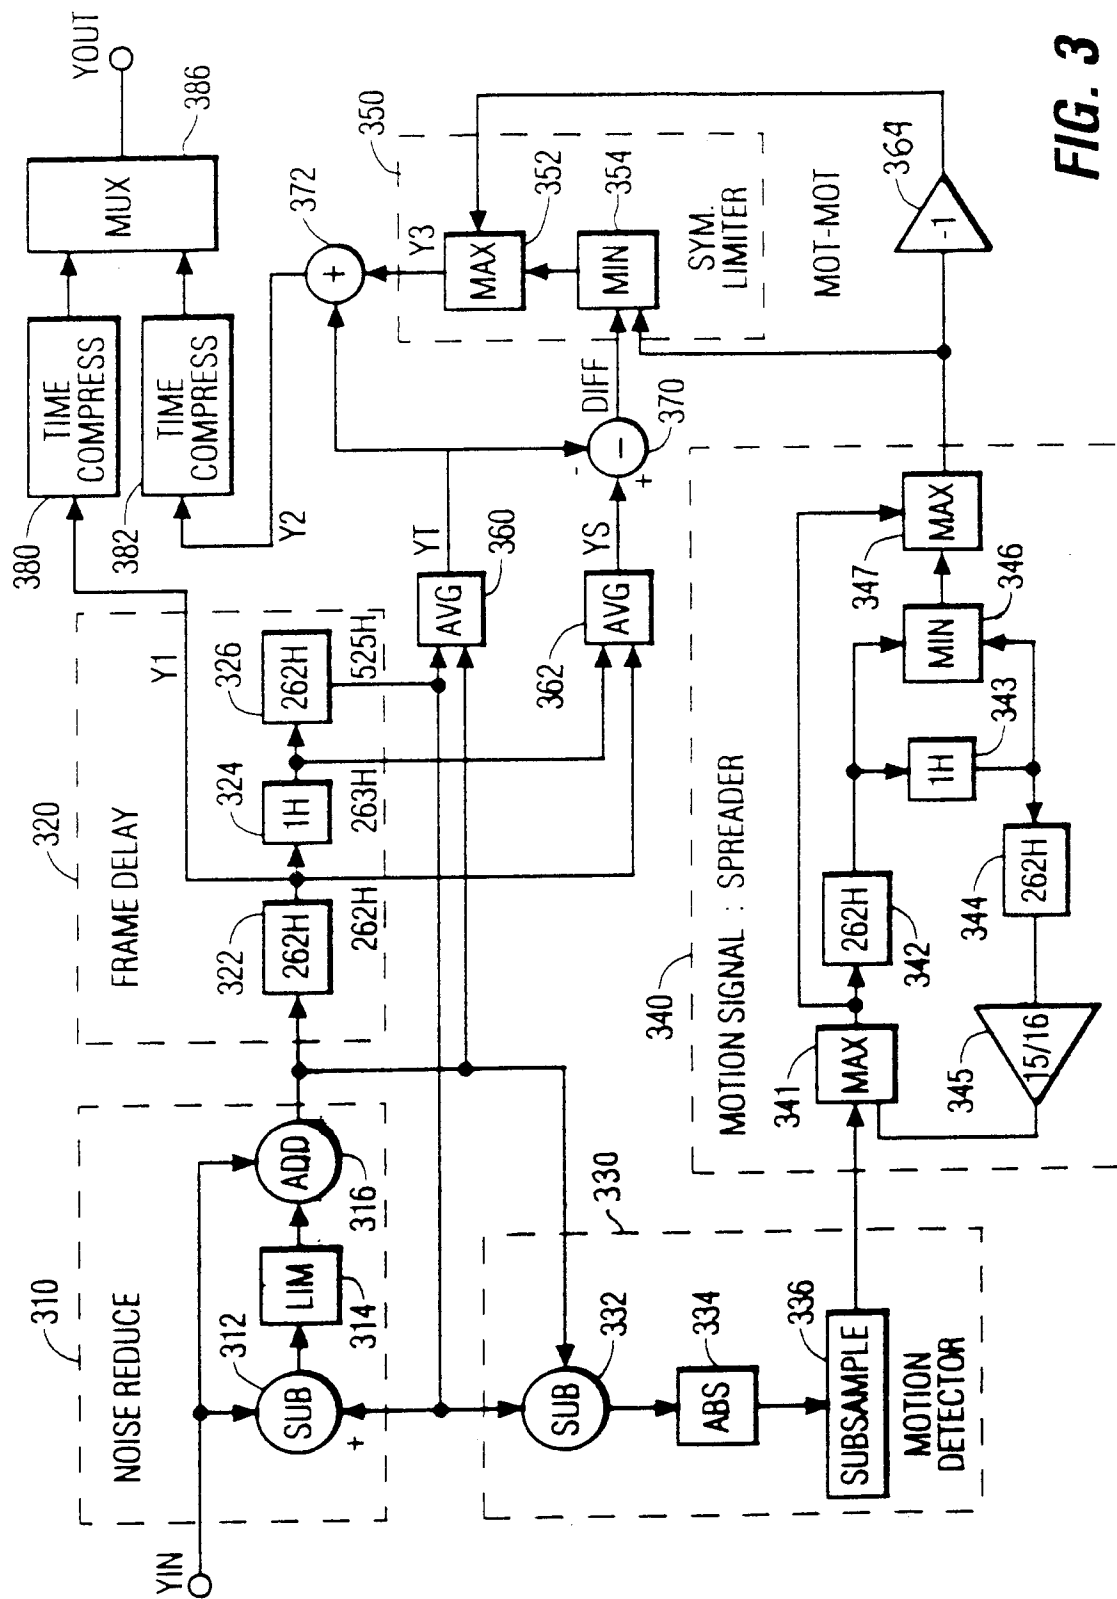 YIN
310
NOISE REDUCE
312
SUB
+
LIM
314
ADD
316
320
FRAME DELAY
322
262H
262H
324
1H
263H
326
262H
525H
Y1
380
TIME
COMPRESS
382
TIME
COMPRESS
Y2
MUX
386
YOUT
372
+
YT
AVG
360
YS
AVG
362
-
+
−
370
DIFF
350
Y3
MAX
352
MIN
354
SYM.
LIMITER
MOT-MOT
-1
364
330
SUB
332
ABS
334
SUBSAMPLE
336
MOTION
DETECTOR
340
MOTION SIGNAL : SPREADER
341
MAX
262H
342
1H
343
262H
344
15/16
345
MIN
346
MAX
347
FIG. 3